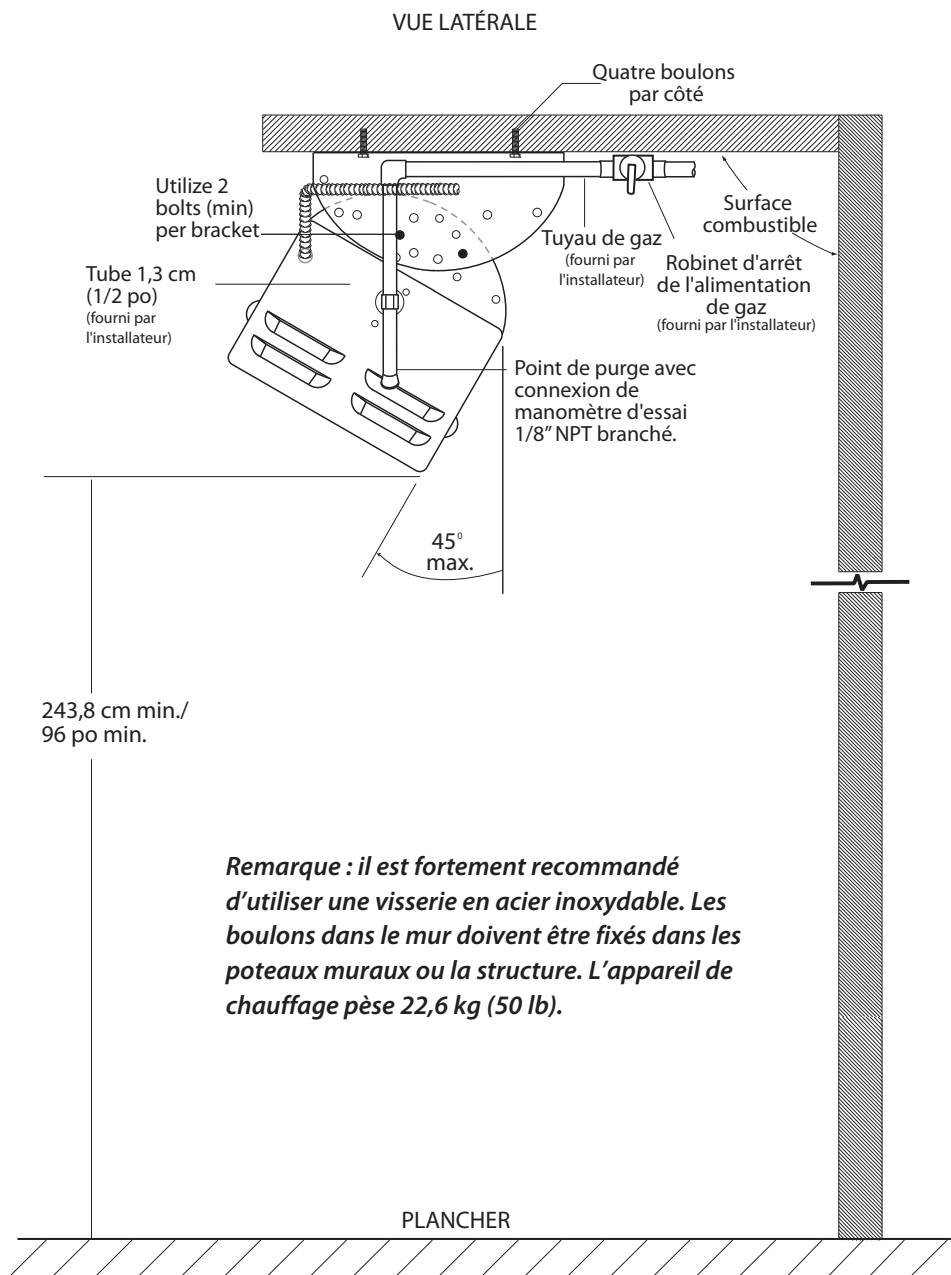 VUE LATÉRALE
Quatre boulons
par côté
Utilize 2
bolts (min)
per bracket
Surface
combustible
Tuyau de gaz
(fourni par
l'installateur)
Robinet d'arrêt
de l'alimentation
de gaz
(fourni par l'installateur)
Tube 1,3 cm
(1/2 po)
(fourni par
l'installateur)
Point de purge avec
connexion de
manomètre d'essai
1/8” NPT branché.
45⁰
max.
243,8 cm min./
96 po min.
Remarque : il est fortement recommandé
d’utiliser une visserie en acier inoxydable. Les
boulons dans le mur doivent être fixés dans les
poteaux muraux ou la structure. L’appareil de
chauffage pèse 22,6 kg (50 lb).
PLANCHER